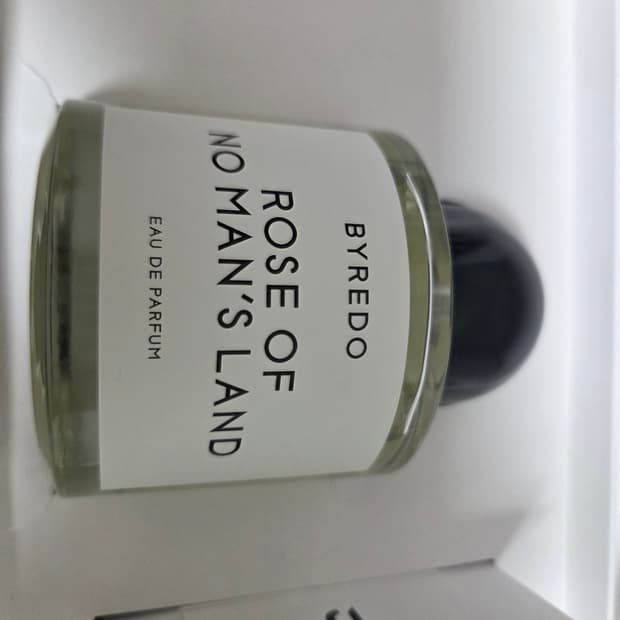 BYREDO
ROSE OF
NO MAN'S LAND
EAU DE PARFUM